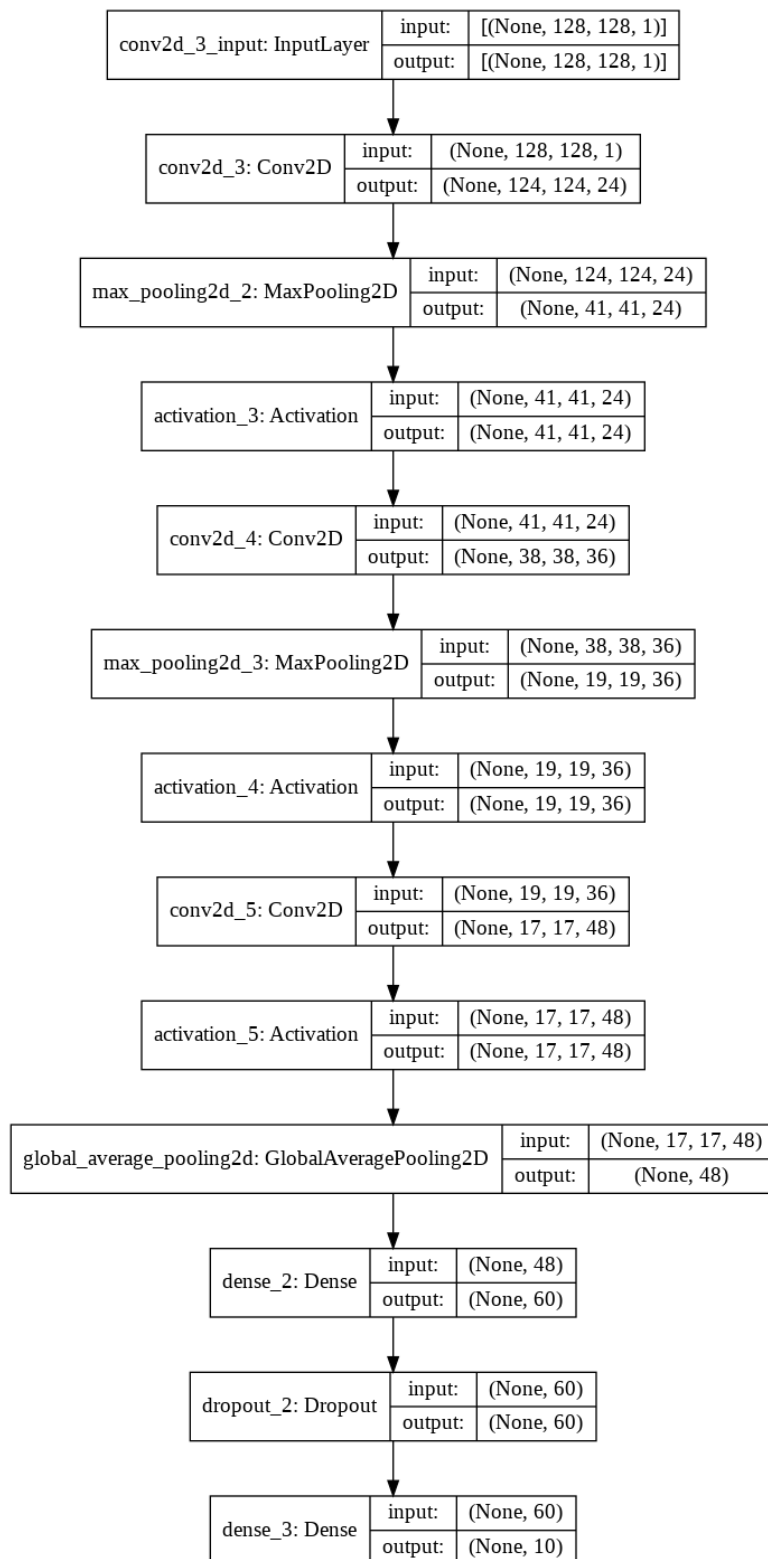 conv2d_3_input: InputLayer
input: [(None, 128, 128, 1)]
output: [(None, 128, 128, 1)]
conv2d_3: Conv2D
input: (None, 128, 128, 1)
output: (None, 124, 124, 24)
max_pooling2d_2: MaxPooling2D
input: (None, 124, 124, 24)
output: (None, 41, 41, 24)
activation_3: Activation
input: (None, 41, 41, 24)
output: (None, 41, 41, 24)
conv2d_4: Conv2D
input: (None, 41, 41, 24)
output: (None, 38, 38, 36)
max_pooling2d_3: MaxPooling2D
input: (None, 38, 38, 36)
output: (None, 19, 19, 36)
activation_4: Activation
input: (None, 19, 19, 36)
output: (None, 19, 19, 36)
conv2d_5: Conv2D
input: (None, 19, 19, 36)
output: (None, 17, 17, 48)
activation_5: Activation
input: (None, 17, 17, 48)
output: (None, 17, 17, 48)
global_average_pooling2d: GlobalAveragePooling2D
input: (None, 17, 17, 48)
output: (None, 48)
dense_2: Dense
input: (None, 48)
output: (None, 60)
dropout_2: Dropout
input: (None, 60)
output: (None, 60)
dense_3: Dense
input: (None, 60)
output: (None, 10)